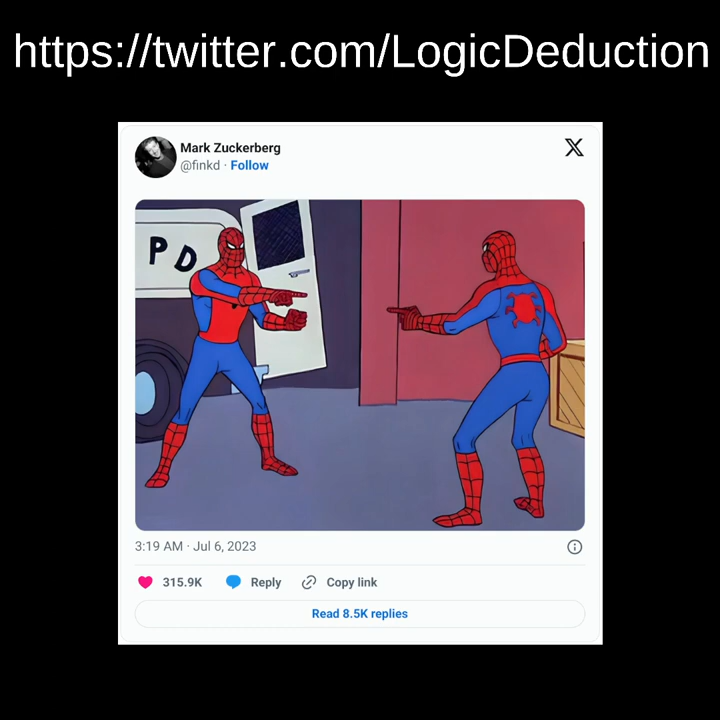 https://twitter.com/LogicDeduction
Mark Zuckerberg
@finkd · Follow
PD
3:19 AM · Jul 6, 2023
315.9K Reply Copy link
Read 8.5K replies